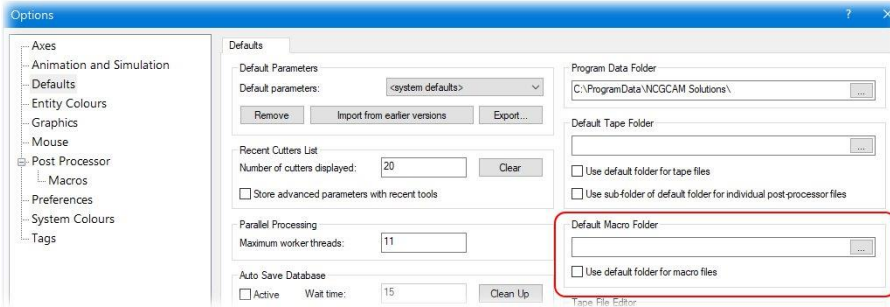 Options
?
Axes
Animation and Simulation
Defaults
Entity Colours
Graphics
Mouse
Post Processor
Macros
Preferences
System Colours
Tags
Defaults
Default Parameters
Default parameters: <system defaults>
Remove Import from earlier versions Export...
Recent Cutters List
Number of cutters displayed: 20 Clear
Store advanced parameters with recent tools
Parallel Processing
Maximum worker threads: 11
Auto Save Database
Active Wait time: 15 Clean Up
Program Data Folder
C:\ProgramData\NCGCAM Solutions\ ...
Default Tape Folder
...
Use default folder for tape files
Use sub-folder of default folder for individual post-processor files
Default Macro Folder
...
Use default folder for macro files
Tape File Editor